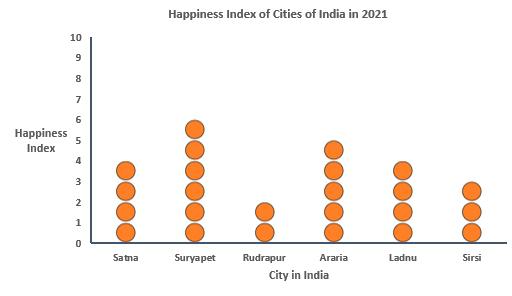 Happiness Index of Cities of India in 2021
10
9
8
7
6
5
4
3
2
1
0
Happiness
Index
Satna Suryapet Rudrapur Araria Ladnu Sirsi
City in India